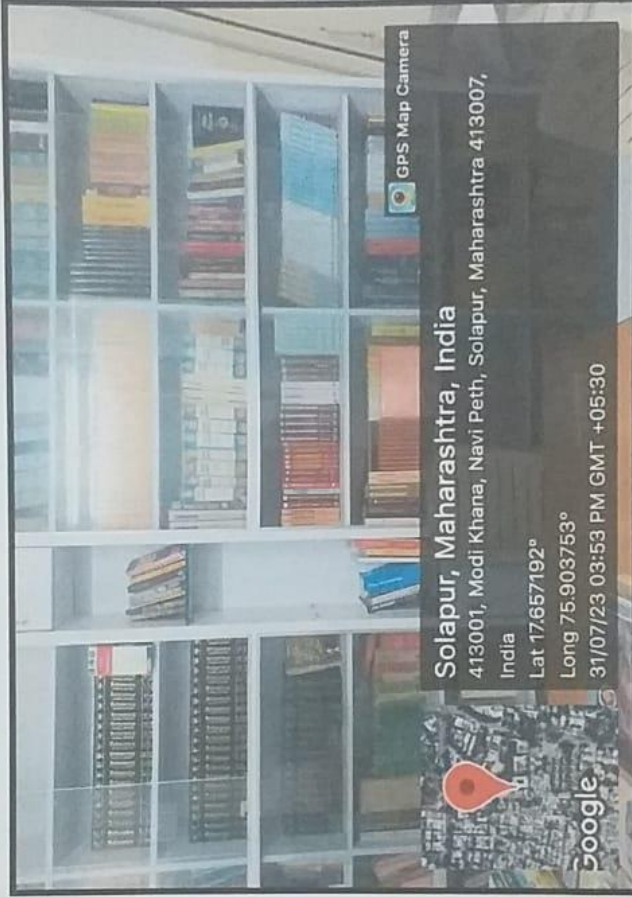 GPS Map Camera
Solapur, Maharashtra, India
413001, Modi Khana, Navi Peth, Solapur, Maharashtra 413007,
India
Lat 17.657192°
Long 75.903753°
31/07/23 03:53 PM GMT +05:30
Google